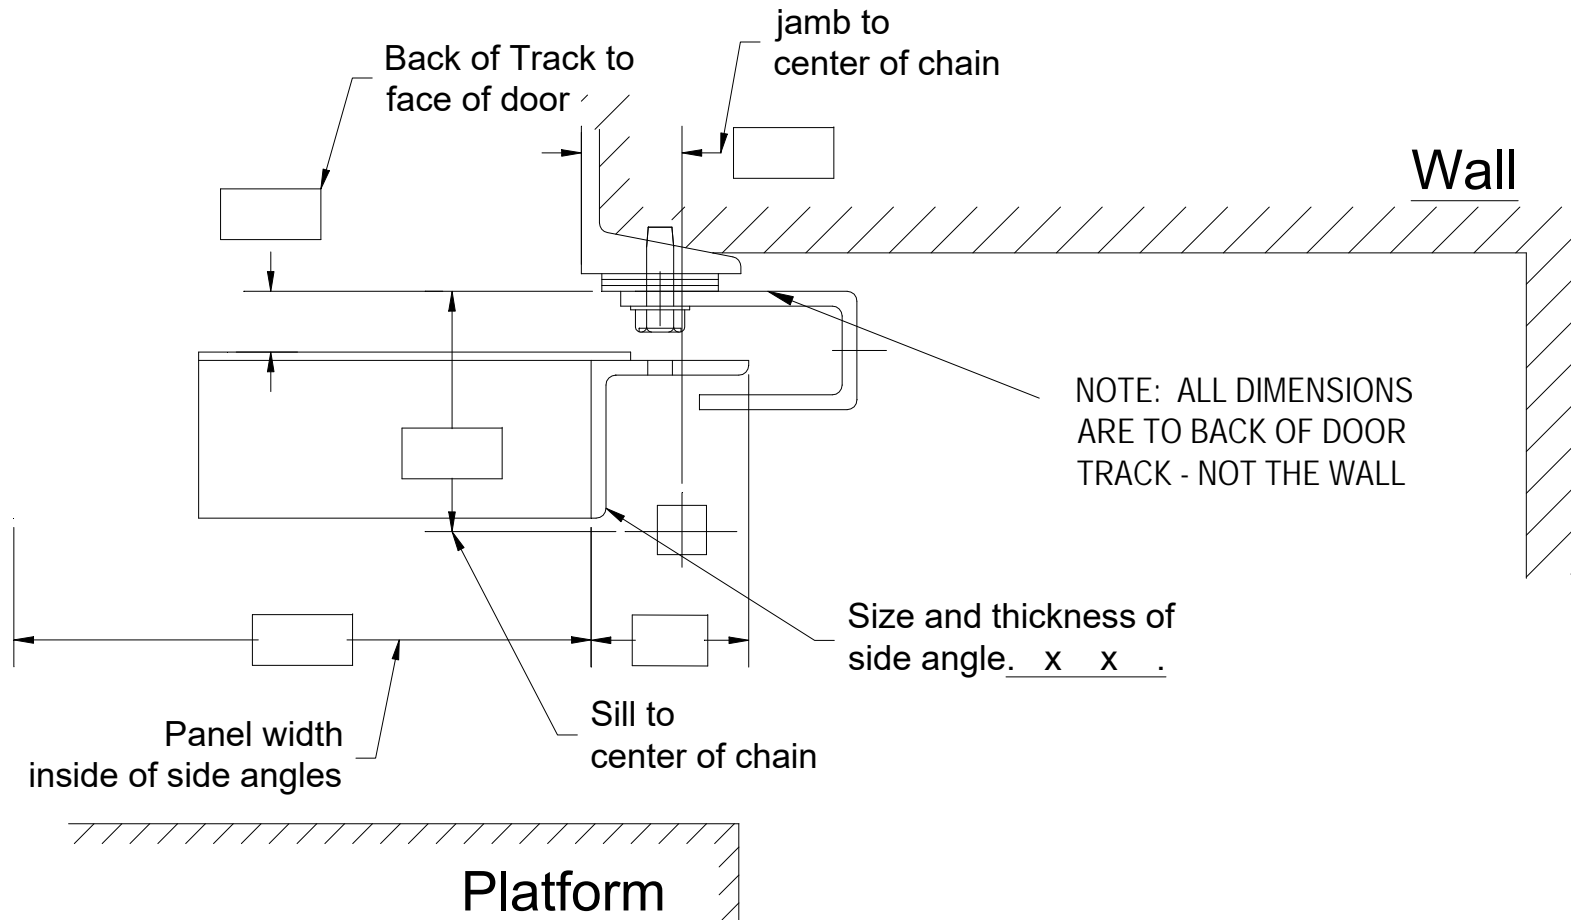 jamb to
center of chain
Back of Track to
face of door
Wall
NOTE: ALL DIMENSIONS
ARE TO BACK OF DOOR
TRACK - NOT THE WALL
Size and thickness of
side angle. x x .
Sill to
center of chain
Panel width
inside of side angles
Platform